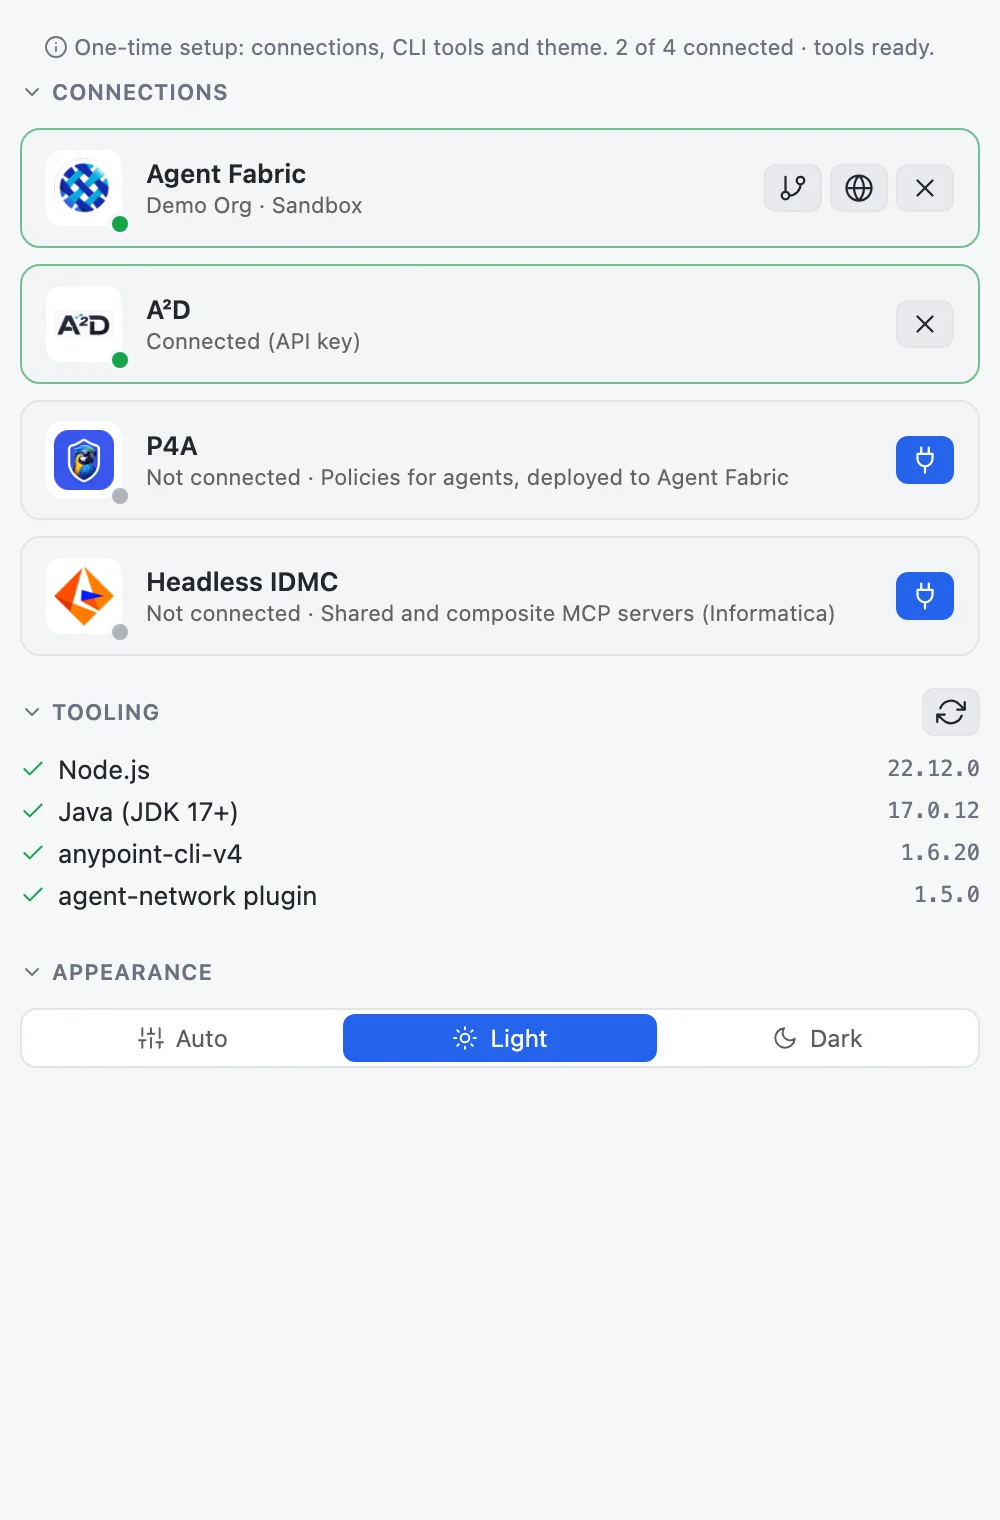 One-time setup: connections, CLI tools and theme. 2 of 4 connected · tools ready.
CONNECTIONS
Agent Fabric
Demo Org · Sandbox
A²D
A²D
Connected (API key)
P4A
Not connected · Policies for agents, deployed to Agent Fabric
Headless IDMC
Not connected · Shared and composite MCP servers (Informatica)
TOOLING
Node.js 22.12.0
Java (JDK 17+) 17.0.12
anypoint-cli-v4 1.6.20
agent-network plugin 1.5.0
APPEARANCE
Auto Light Dark